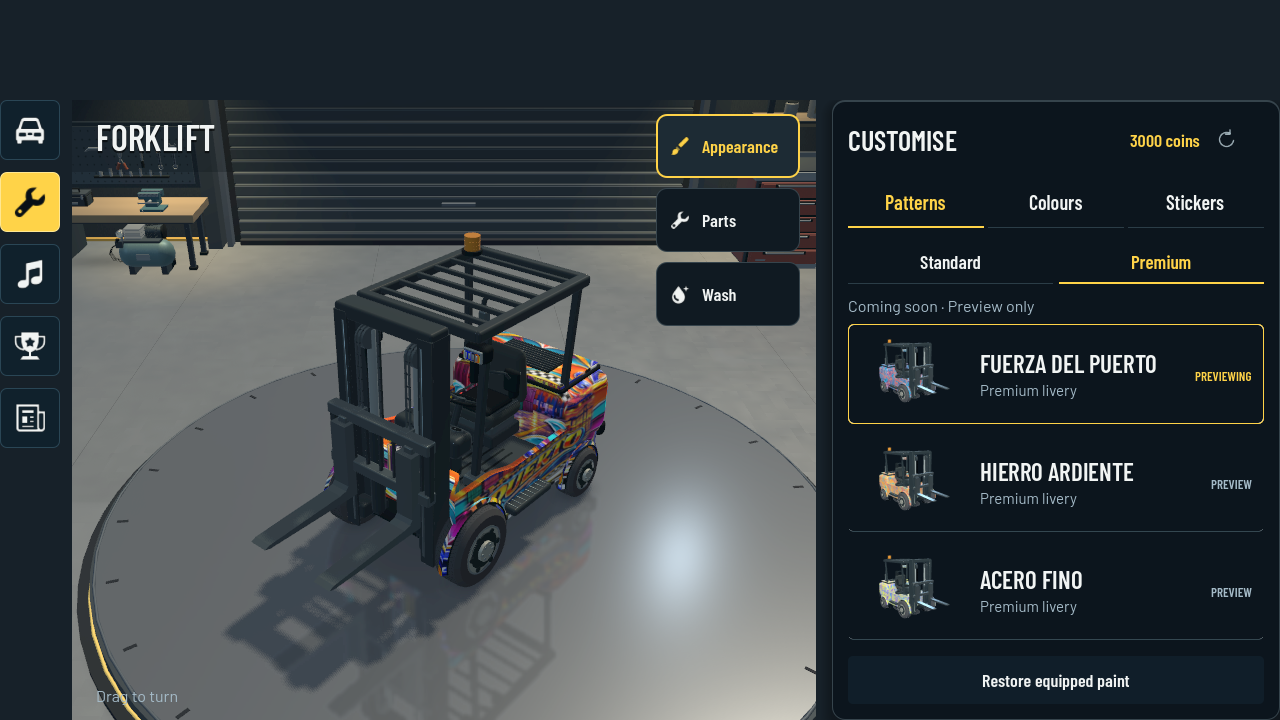 FORKLIFT
Appearance
Parts
Wash
Drag to turn
CUSTOMISE
3000 coins
Patterns
Colours
Stickers
Standard
Premium
Coming soon · Preview only
FUERZA DEL PUERTO
Premium livery
PREVIEWING
HIERRO ARDIENTE
Premium livery
PREVIEW
ACERO FINO
Premium livery
PREVIEW
Restore equipped paint